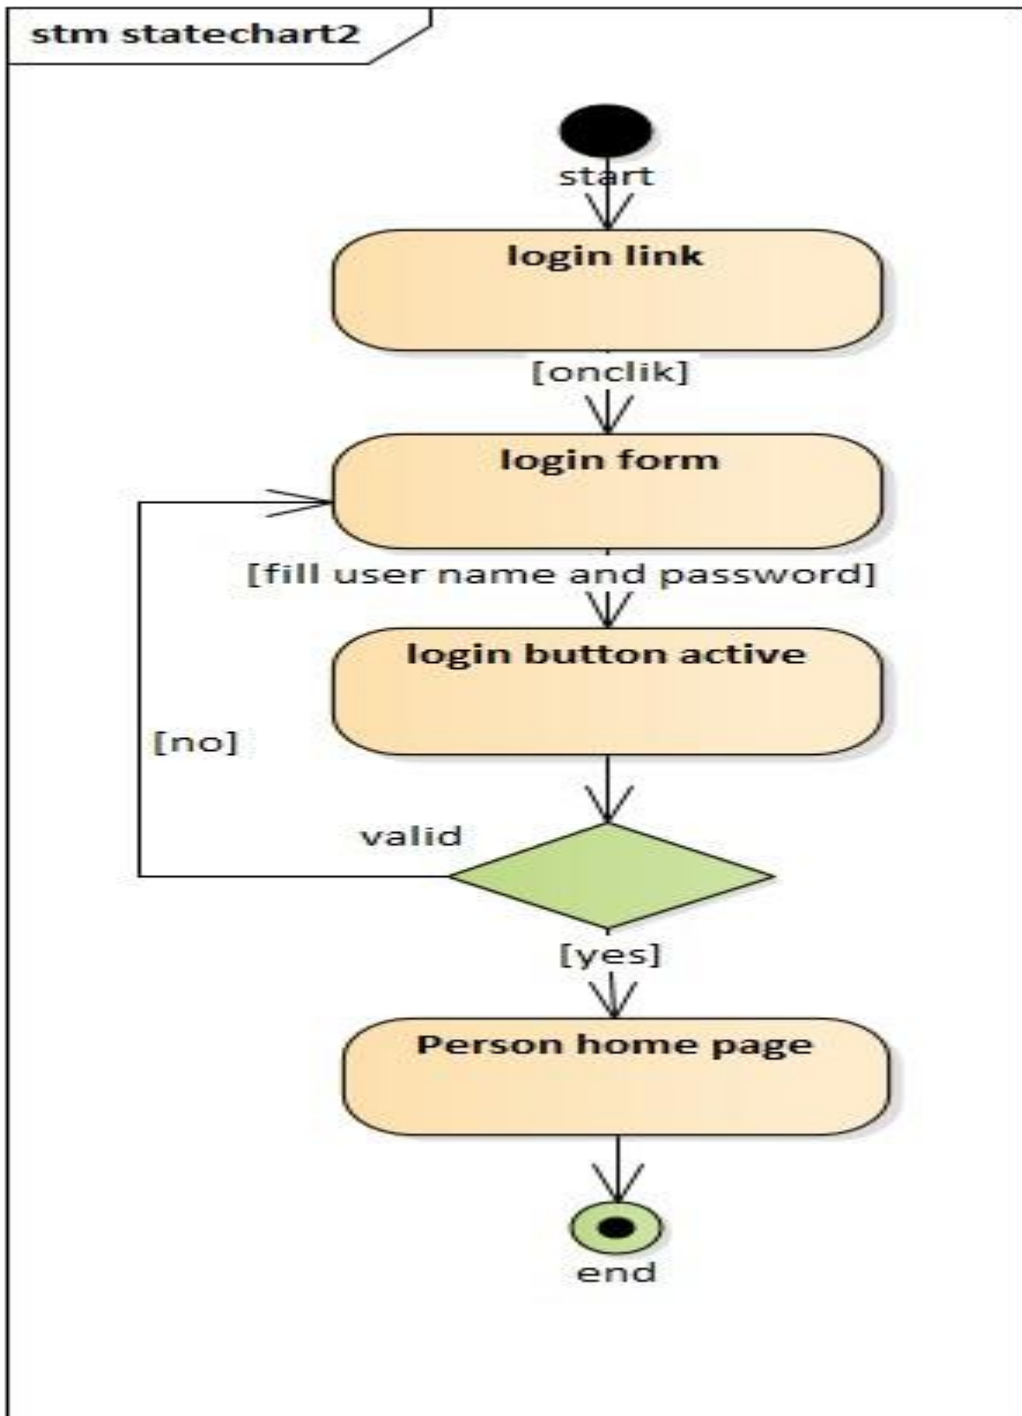 stm statechart2
start
login link
[onclik]
login form
[fill user name and password]
login button active
[no]
valid
[yes]
Person home page
end